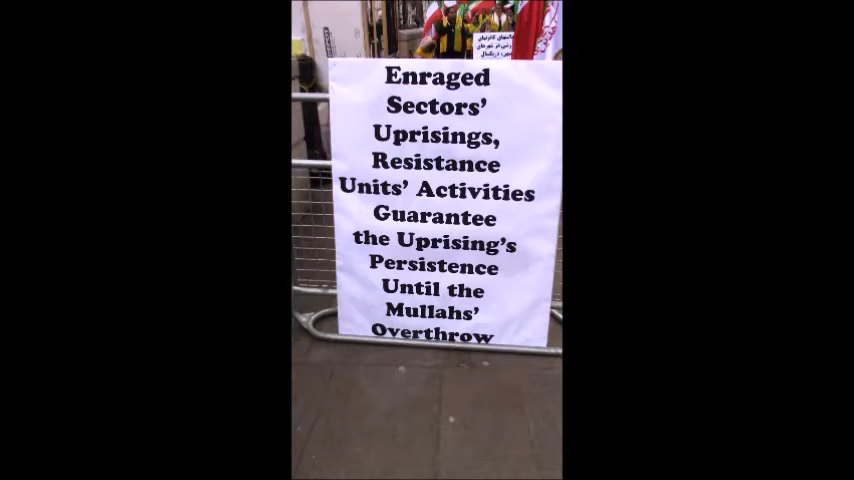 Enraged
Sectors’
Uprisings,
Resistance
Units’ Activities
Guarantee
the Uprising’s
Persistence
Until the
Mullahs’
Overthrow